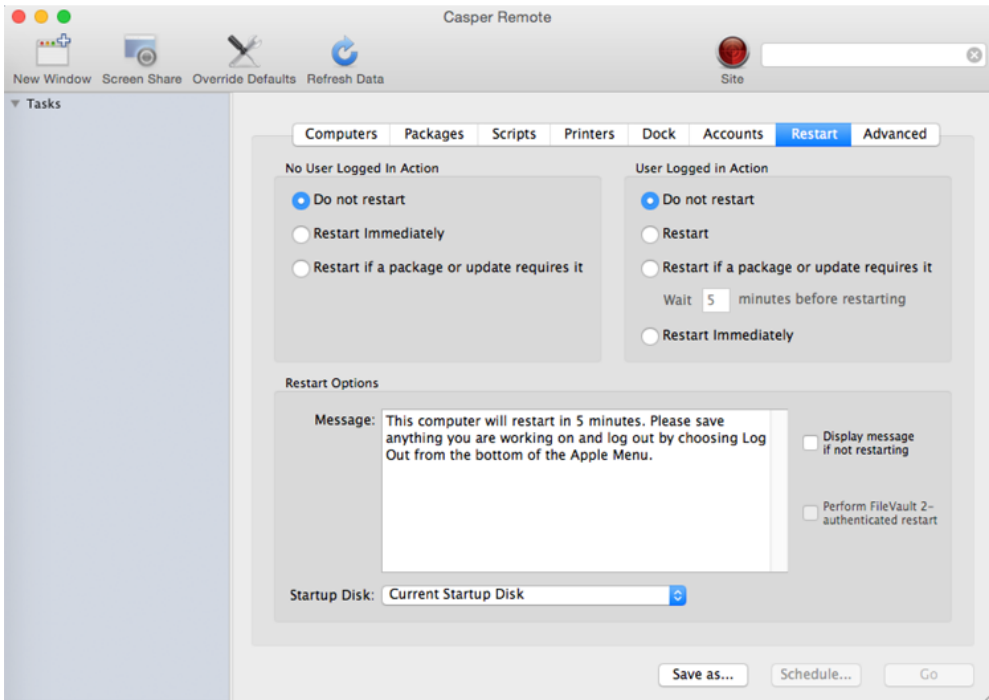 Casper Remote
New Window
Screen Share
Override Defaults
Refresh Data
Site
Tasks
Computers
Packages
Scripts
Printers
Dock
Accounts
Restart
Advanced
No User Logged In Action
Do not restart
Restart Immediately
Restart if a package or update requires it
User Logged in Action
Do not restart
Restart
Restart if a package or update requires it
Wait 5 minutes before restarting
Restart Immediately
Restart Options
Message:
This computer will restart in 5 minutes. Please save
anything you are working on and log out by choosing Log
Out from the bottom of the Apple Menu.
Display message
if not restarting
Perform FileVault 2-
authenticated restart
Startup Disk: Current Startup Disk
Save as...
Schedule...
Go